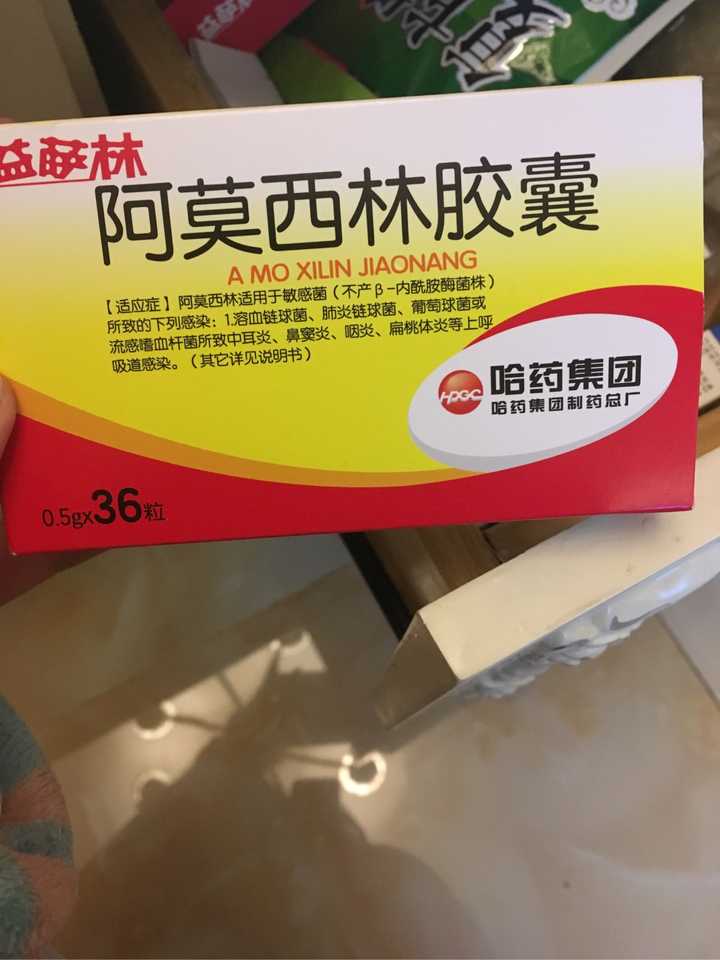 益萨林
阿莫西林胶囊
A MO XILIN JIAONANG
【适应症】阿莫西林适用于敏感菌（不产β-内酰胺酶菌株）
所致的下列感染：1.溶血链球菌、肺炎链球菌、葡萄球菌或
流感嗜血杆菌所致中耳炎、鼻窦炎、咽炎、扁桃体炎等上呼
吸道感染。（其它详见说明书）
HPGC
哈药集团
哈药集团制药总厂
0.5gx36粒